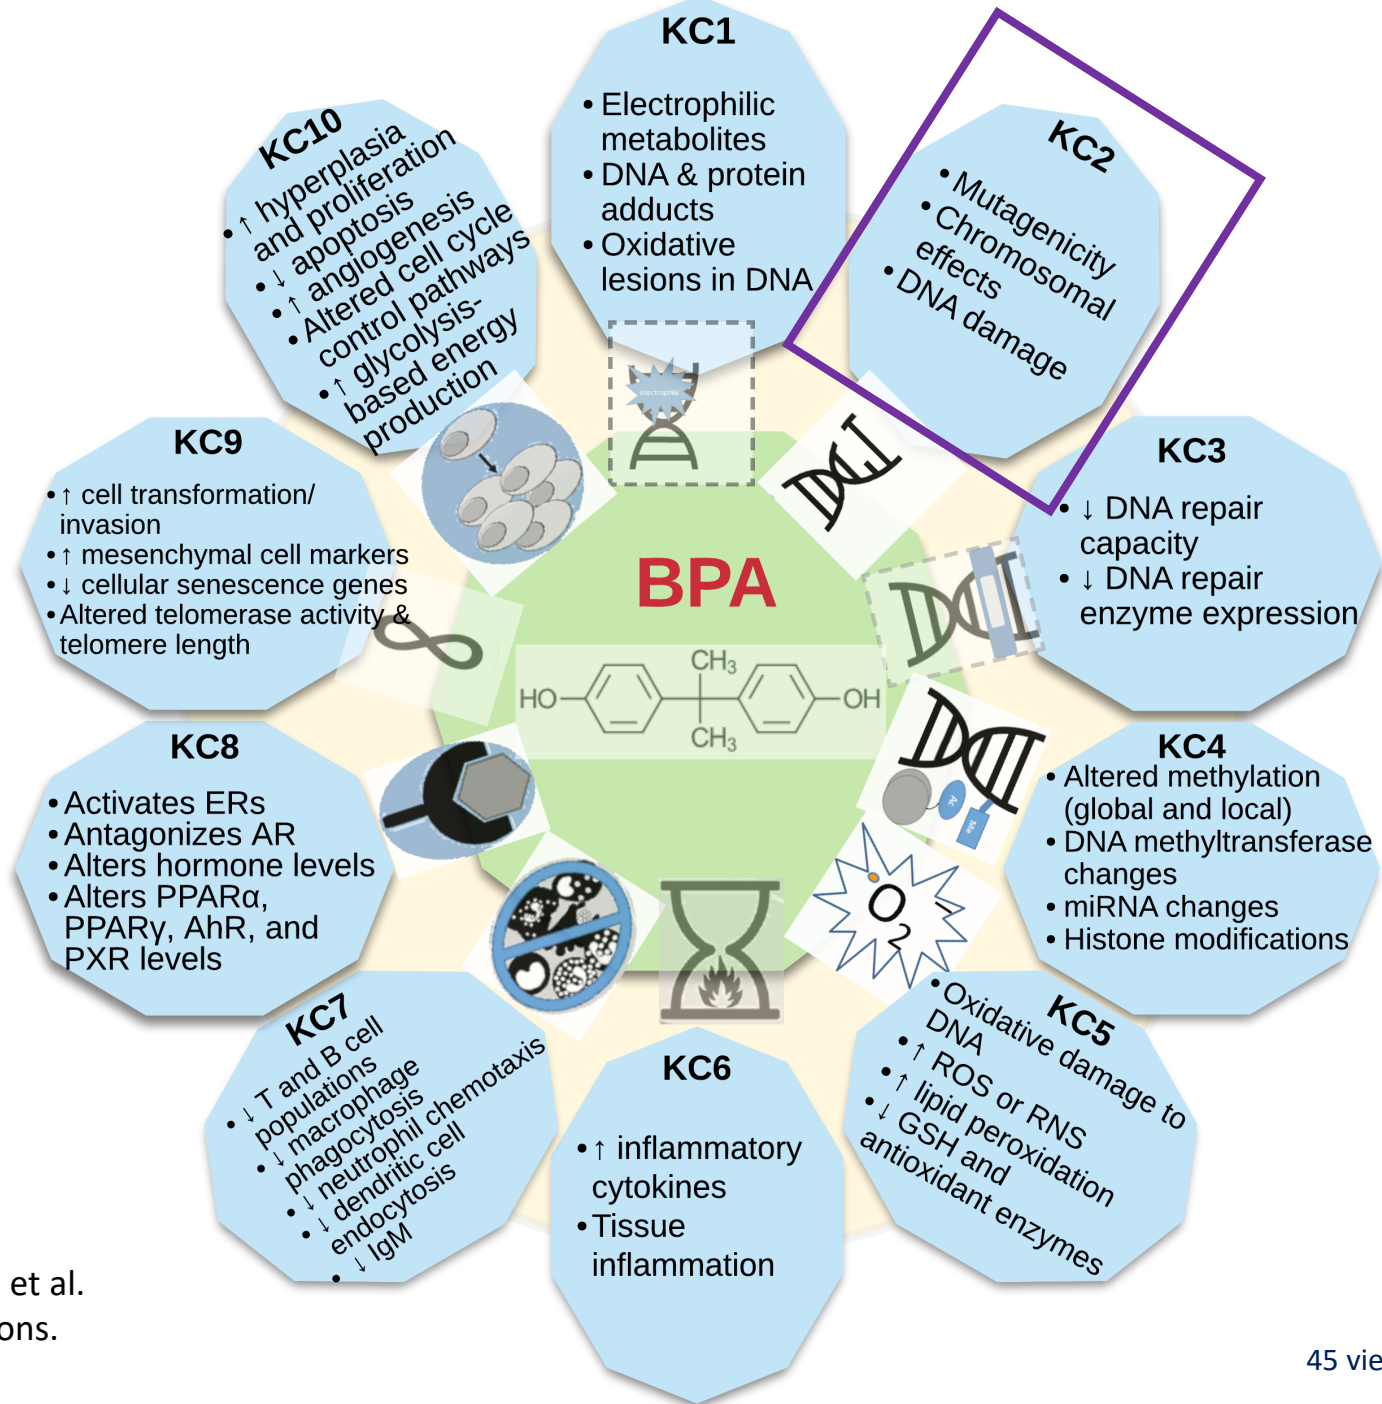 KC1
• Electrophilic
metabolites
• DNA & protein
adducts
• Oxidative
lesions in DNA
KC2
• Mutagenicity
• Chromosomal
effects
• DNA damage
KC3
• ↓ DNA repair
capacity
• ↓ DNA repair
enzyme expression
KC4
• Altered methylation
(global and local)
• DNA methyltransferase
changes
• miRNA changes
• Histone modifications
KC5
• Oxidative damage to
DNA
• ↑ ROS or RNS
• ↑ lipid peroxidation
• ↓ GSH and
antioxidant enzymes
KC6
• ↑ inflammatory
cytokines
• Tissue
inflammation
KC7
• ↓ T and B cell
populations
• ↓ macrophage
phagocytosis
• ↓ neutrophil chemotaxis
• ↓ dendritic cell
endocytosis
• ↓ IgM
KC8
• Activates ERs
• Antagonizes AR
• Alters hormone levels
• Alters PPARα,
PPARγ, AhR, and
PXR levels
KC9
• ↑ cell transformation/
invasion
• ↑ mesenchymal cell markers
• ↓ cellular senescence genes
• Altered telomerase activity &
telomere length
KC10
• ↑ hyperplasia
and proliferation
• ↓ apoptosis
• ↑ angiogenesis
• Altered cell cycle
control pathways
• ↑ glycolysis-
based energy
production
electrophile
BPA
CH3
HO
OH
CH3
Ac
Me
O2
et al.
ons.
45 vie